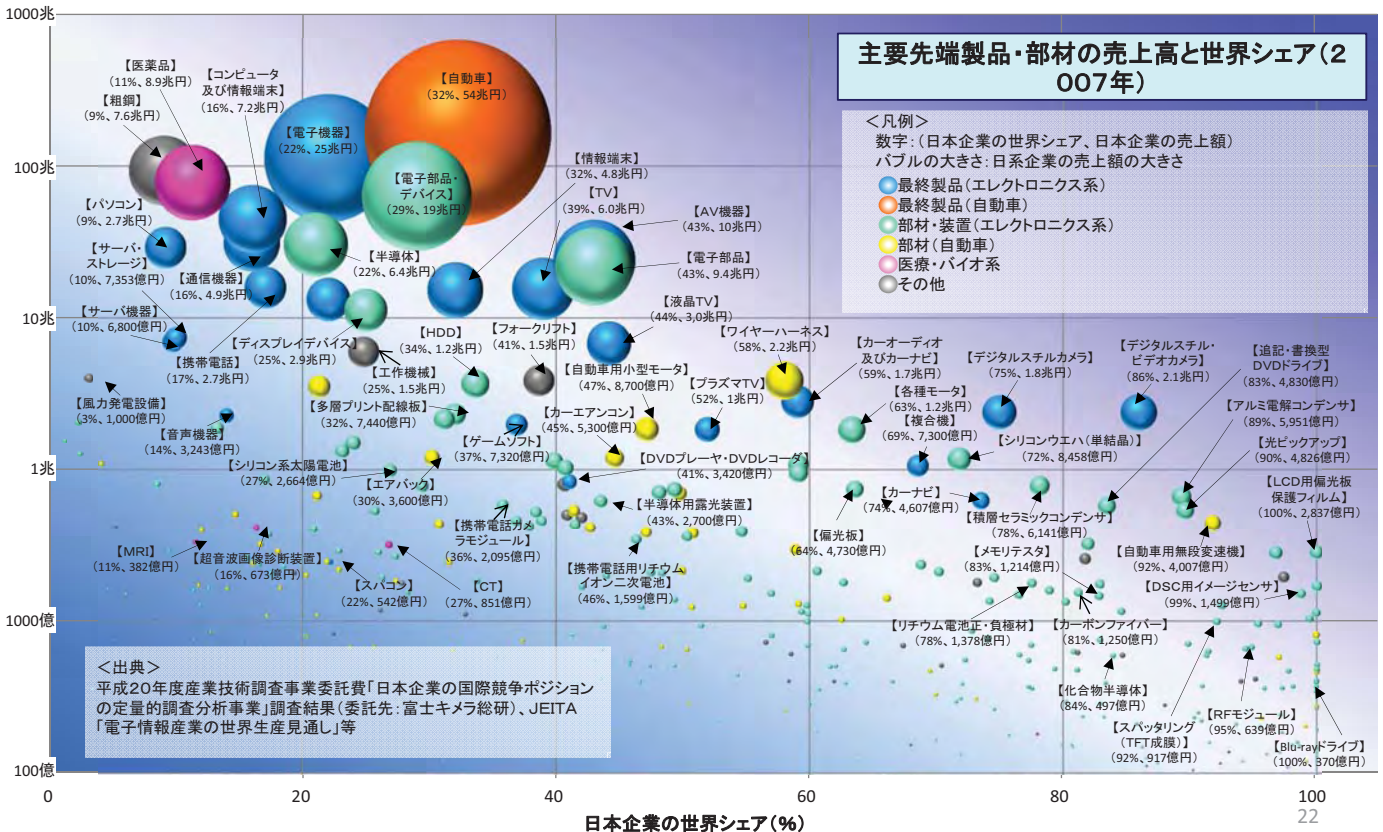 1000兆
100兆
10兆
1兆
1000億
100億
主要先端製品・部材の売上高と世界シェア(2
007年)
<凡例>
数字:(日本企業の世界シェア、日本企業の売上額)
バブルの大きさ:日系企業の売上額の大きさ
最終製品(エレクトロニクス系)
最終製品(自動車)
部材・装置(エレクトロニクス系)
部材(自動車)
医療・バイオ系
その他
【医薬品】
(11%、8.9兆円)
【粗鋼】
(9%、7.6兆円)
【コンピュータ
及び情報端末】
(16%、7.2兆円)
【電子機器】
(22%、25兆円)
【自動車】
(32%、54兆円)
【電子部品・
デバイス】
(29%、19兆円)
【情報端末】
(32%、4.8兆円)
【TV】
(39%、6.0兆円)
【AV機器】
(43%、10兆円)
【電子部品】
(43%、9.4兆円)
【パソコン】
(9%、2.7兆円)
【サーバ・
ストレージ】
(10%、7,353億円)
【通信機器】
(16%、4.9兆円)
【半導体】
(22%、6.4兆円)
【サーバ機器】
(10%、6,800億円)
【携帯電話】
(17%、2.7兆円)
【ディスプレイデバイス】
(25%、2.9兆円)
【工作機械】
(25%、1.5兆円)
【HDD】
(34%、1.2兆円)
【フォークリフト】
(41%、1.5兆円)
【液晶TV】
(44%、3,0兆円)
【自動車用小型モータ】
(47%、8,700億円)
【ワイヤーハーネス】
(58%、2.2兆円)
【プラズマTV】
(52%、1兆円)
【カーオーディオ
及びカーナビ】
(59%、1.7兆円)
【各種モータ】
(63%、1.2兆円)
【デジタルスチルカメラ】
(75%、1.8兆円)
【デジタルスチル・
ビデオカメラ】
(86%、2.1兆円)
【追記・書換型
DVDドライブ】
(83%、4,830億円)
【アルミ電解コンデンサ】
(89%、5,951億円)
【光ピックアップ】
(90%、4,826億円)
【LCD用偏光板
保護フィルム】
(100%、2,837億円)
【風力発電設備】
(3%、1,000億円)
【音声機器】
(14%、3,243億円)
【多層プリント配線板】
(32%、7,440億円)
【ゲームソフト】
(37%、7,320億円)
【カーエアンコン】
(45%、5,300億円)
【複合機】
(69%、7,300億円)
【シリコンウエハ(単結晶)】
(72%、8,458億円)
【シリコン系太陽電池】
(27%、2,664億円)
【エアバック】
(30%、3,600億円)
【DVDプレーヤ・DVDレコーダ】
(41%、3,420億円)
【カーナビ】
(74%、4,607億円)
【携帯電話カメ
ラモジュール】
(36%、2,095億円)
【半導体用露光装置】
(43%、2,700億円)
【偏光板】
(64%、4,730億円)
【積層セラミックコンデンサ】
(78%、6,141億円)
【メモリテスタ】
(83%、1,214億円)
【自動車用無段変速機】
(92%、4,007億円)
【DSC用イメージセンサ】
(99%、1,499億円)
【MRI】
(11%、382億円)
【超音波画像診断装置】
(16%、673億円)
【スパコン】
(22%、542億円)
【CT】
(27%、851億円)
【携帯電話用リチウム
イオン二次電池】
(46%、1,599億円)
【リチウム電池正・負極材】
(78%、1,378億円)
【カーボンファイバー】
(81%、1,250億円)
【化合物半導体】
(84%、497億円)
【スパッタリング
(TFT成膜)】
(92%、917億円)
【RFモジュール】
(95%、639億円)
【Blu-rayドライブ】
(100%、370億円)
<出典>
平成20年度産業技術調査事業委託費「日本企業の国際競争ポジション
の定量的調査分析事業」調査結果(委託先:富士キメラ総研)、JEITA
「電子情報産業の世界生産見通し」等
0
20
40
60
80
100
日本企業の世界シェア(%)
22